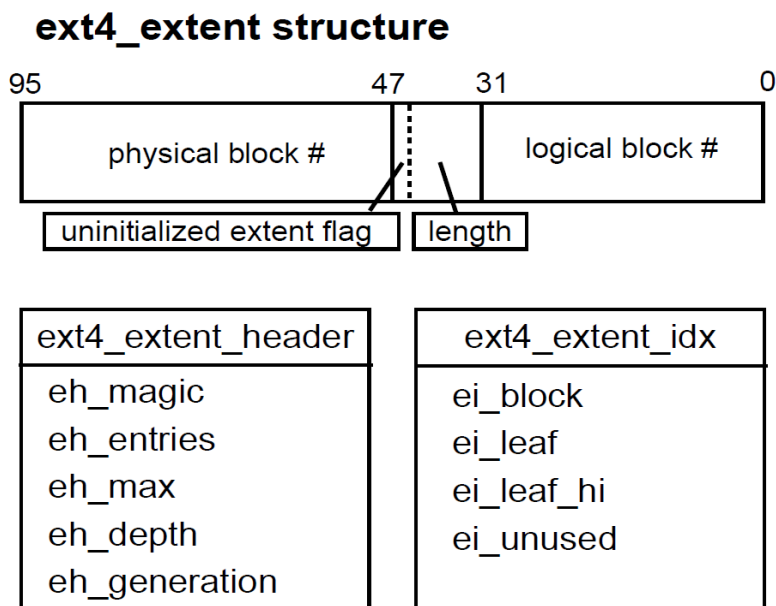 ext4_extent structure
95 47 31 0
physical block # logical block #
uninitialized extent flag length
ext4_extent_header
eh_magic
eh_entries
eh_max
eh_depth
eh_generation
ext4_extent_idx
ei_block
ei_leaf
ei_leaf_hi
ei_unused